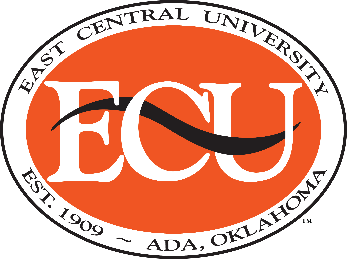 EAST CENTRAL UNIVERSITY
ECU
EST. 1909 ~ ADA, OKLAHOMA
TM